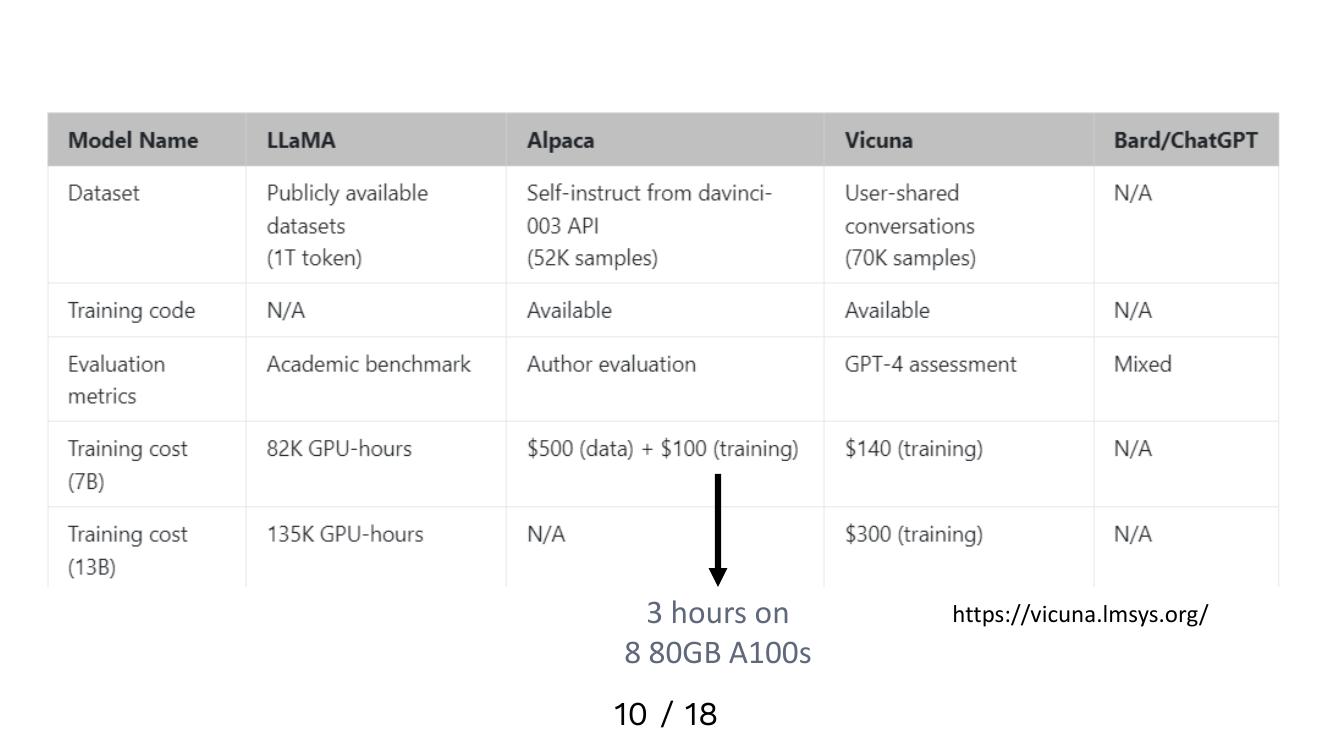 Model Name LLaMA Alpaca Vicuna Bard/ChatGPT
Dataset Publicly available Self-instruct from davinci- User-shared N/A
datasets 003 API conversations
(1T token) (52K samples) (70K samples)
Training code N/A Available Available N/A
Evaluation Academic benchmark Author evaluation GPT-4 assessment Mixed
metrics
Training cost 82K GPU-hours $500 (data) + $100 (training) $140 (training) N/A
(7B)
Training cost 135K GPU-hours N/A $300 (training) N/A
(13B)
3 hours on https://vicuna.lmsys.org/
8 80GB A100s
10 / 18